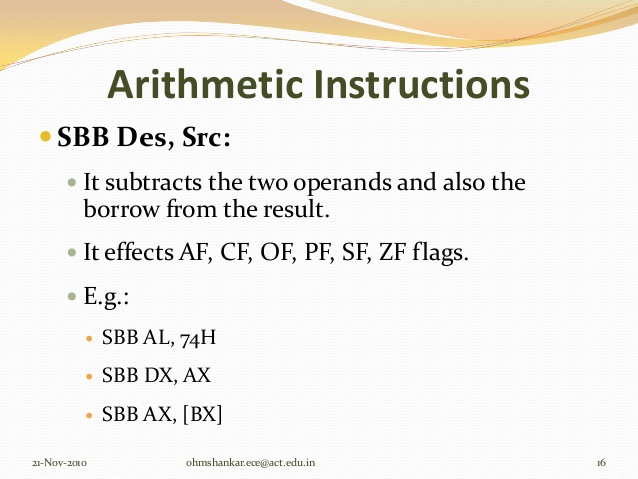 Arithmetic Instructions
SBB Des, Src:
It subtracts the two operands and also the
borrow from the result.
It effects AF, CF, OF, PF, SF, ZF flags.
E.g.:
SBB AL, 74H
SBB DX, AX
SBB AX, [BX]
21-Nov-2010 ohmshankar.ece@act.edu.in 16